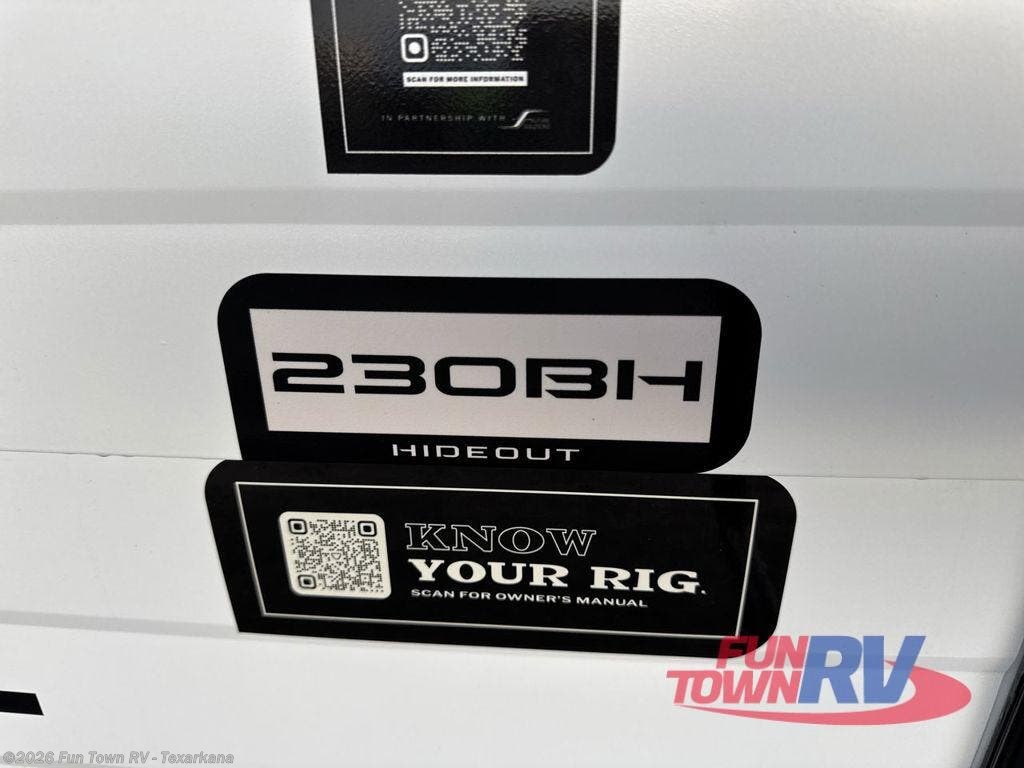 SCAN FOR MORE INFORMATION
IN PARTNERSHIP WITH
230BH
HIDEOUT
KNOW
YOUR RIG.
SCAN FOR OWNER'S MANUAL
FUN
TOWN RV
©2026 Fun Town RV - Texarkana